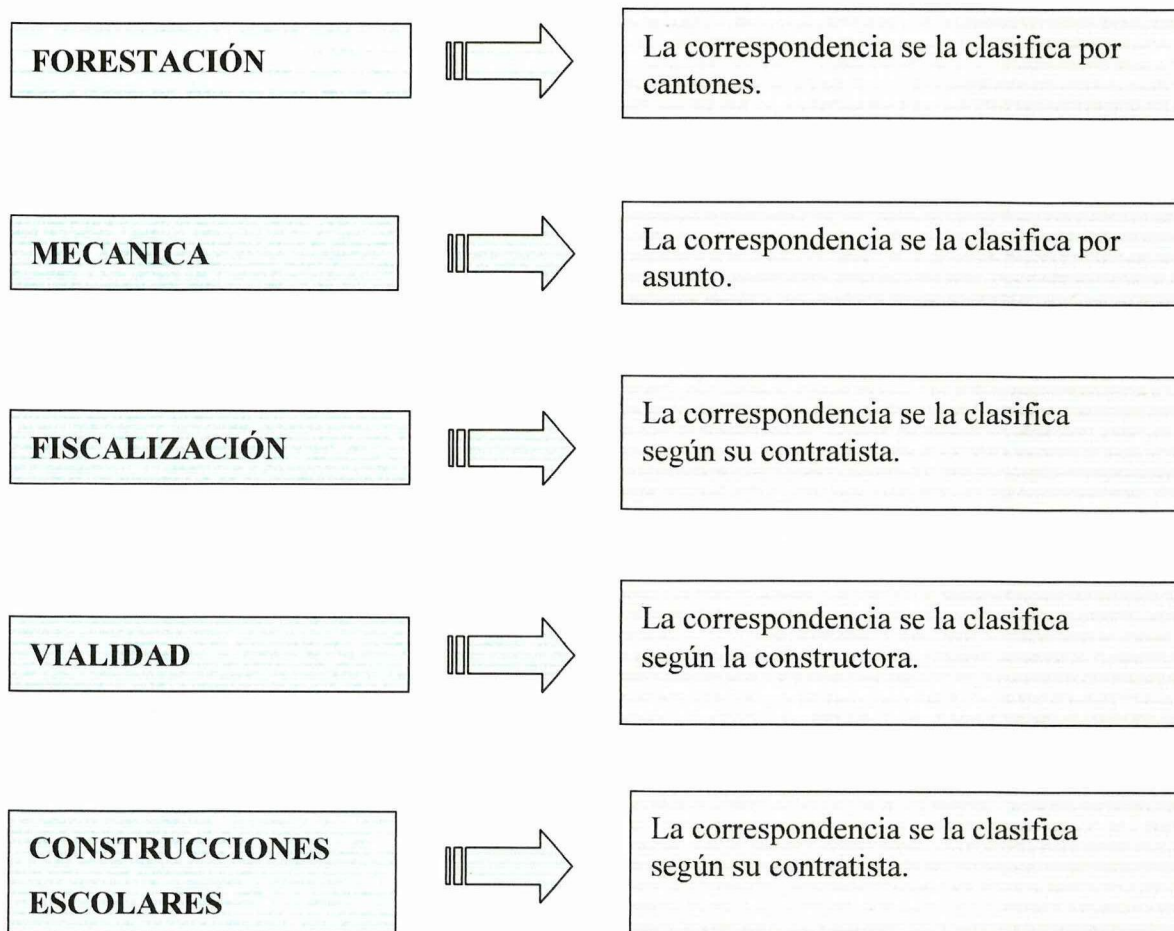 FORESTACIÓN
La correspondencia se la clasifica por
cantones.
MECANICA
La correspondencia se la clasifica por
asunto.
FISCALIZACIÓN
La correspondencia se la clasifica
según su contratista.
VIALIDAD
La correspondencia se la clasifica
según la constructora.
CONSTRUCCIONES
ESCOLARES
La correspondencia se la clasifica
según su contratista.